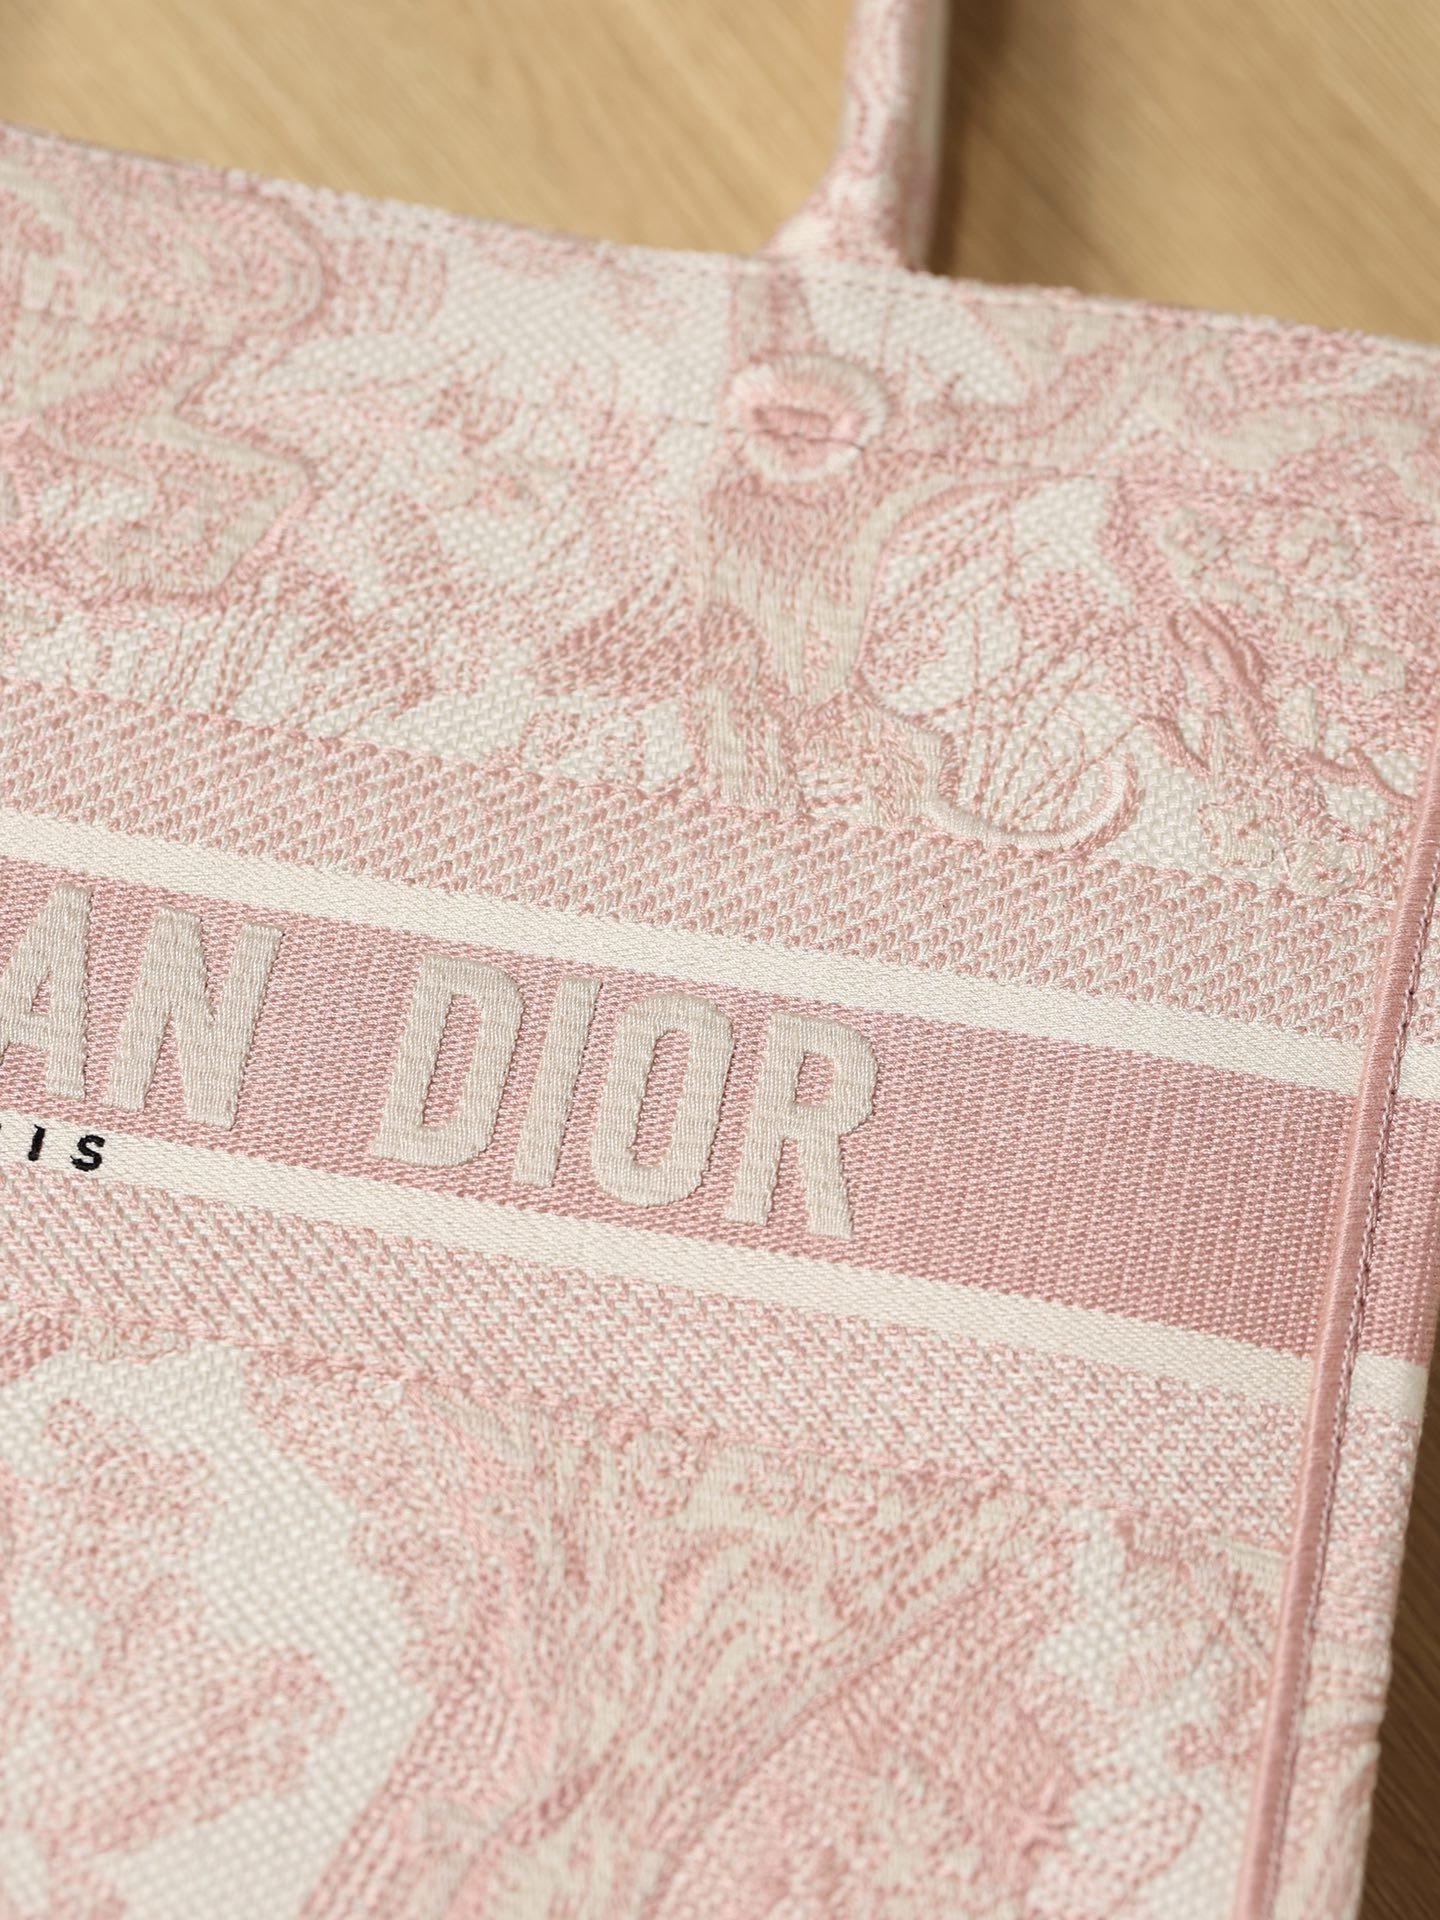 AN DIOR
IS